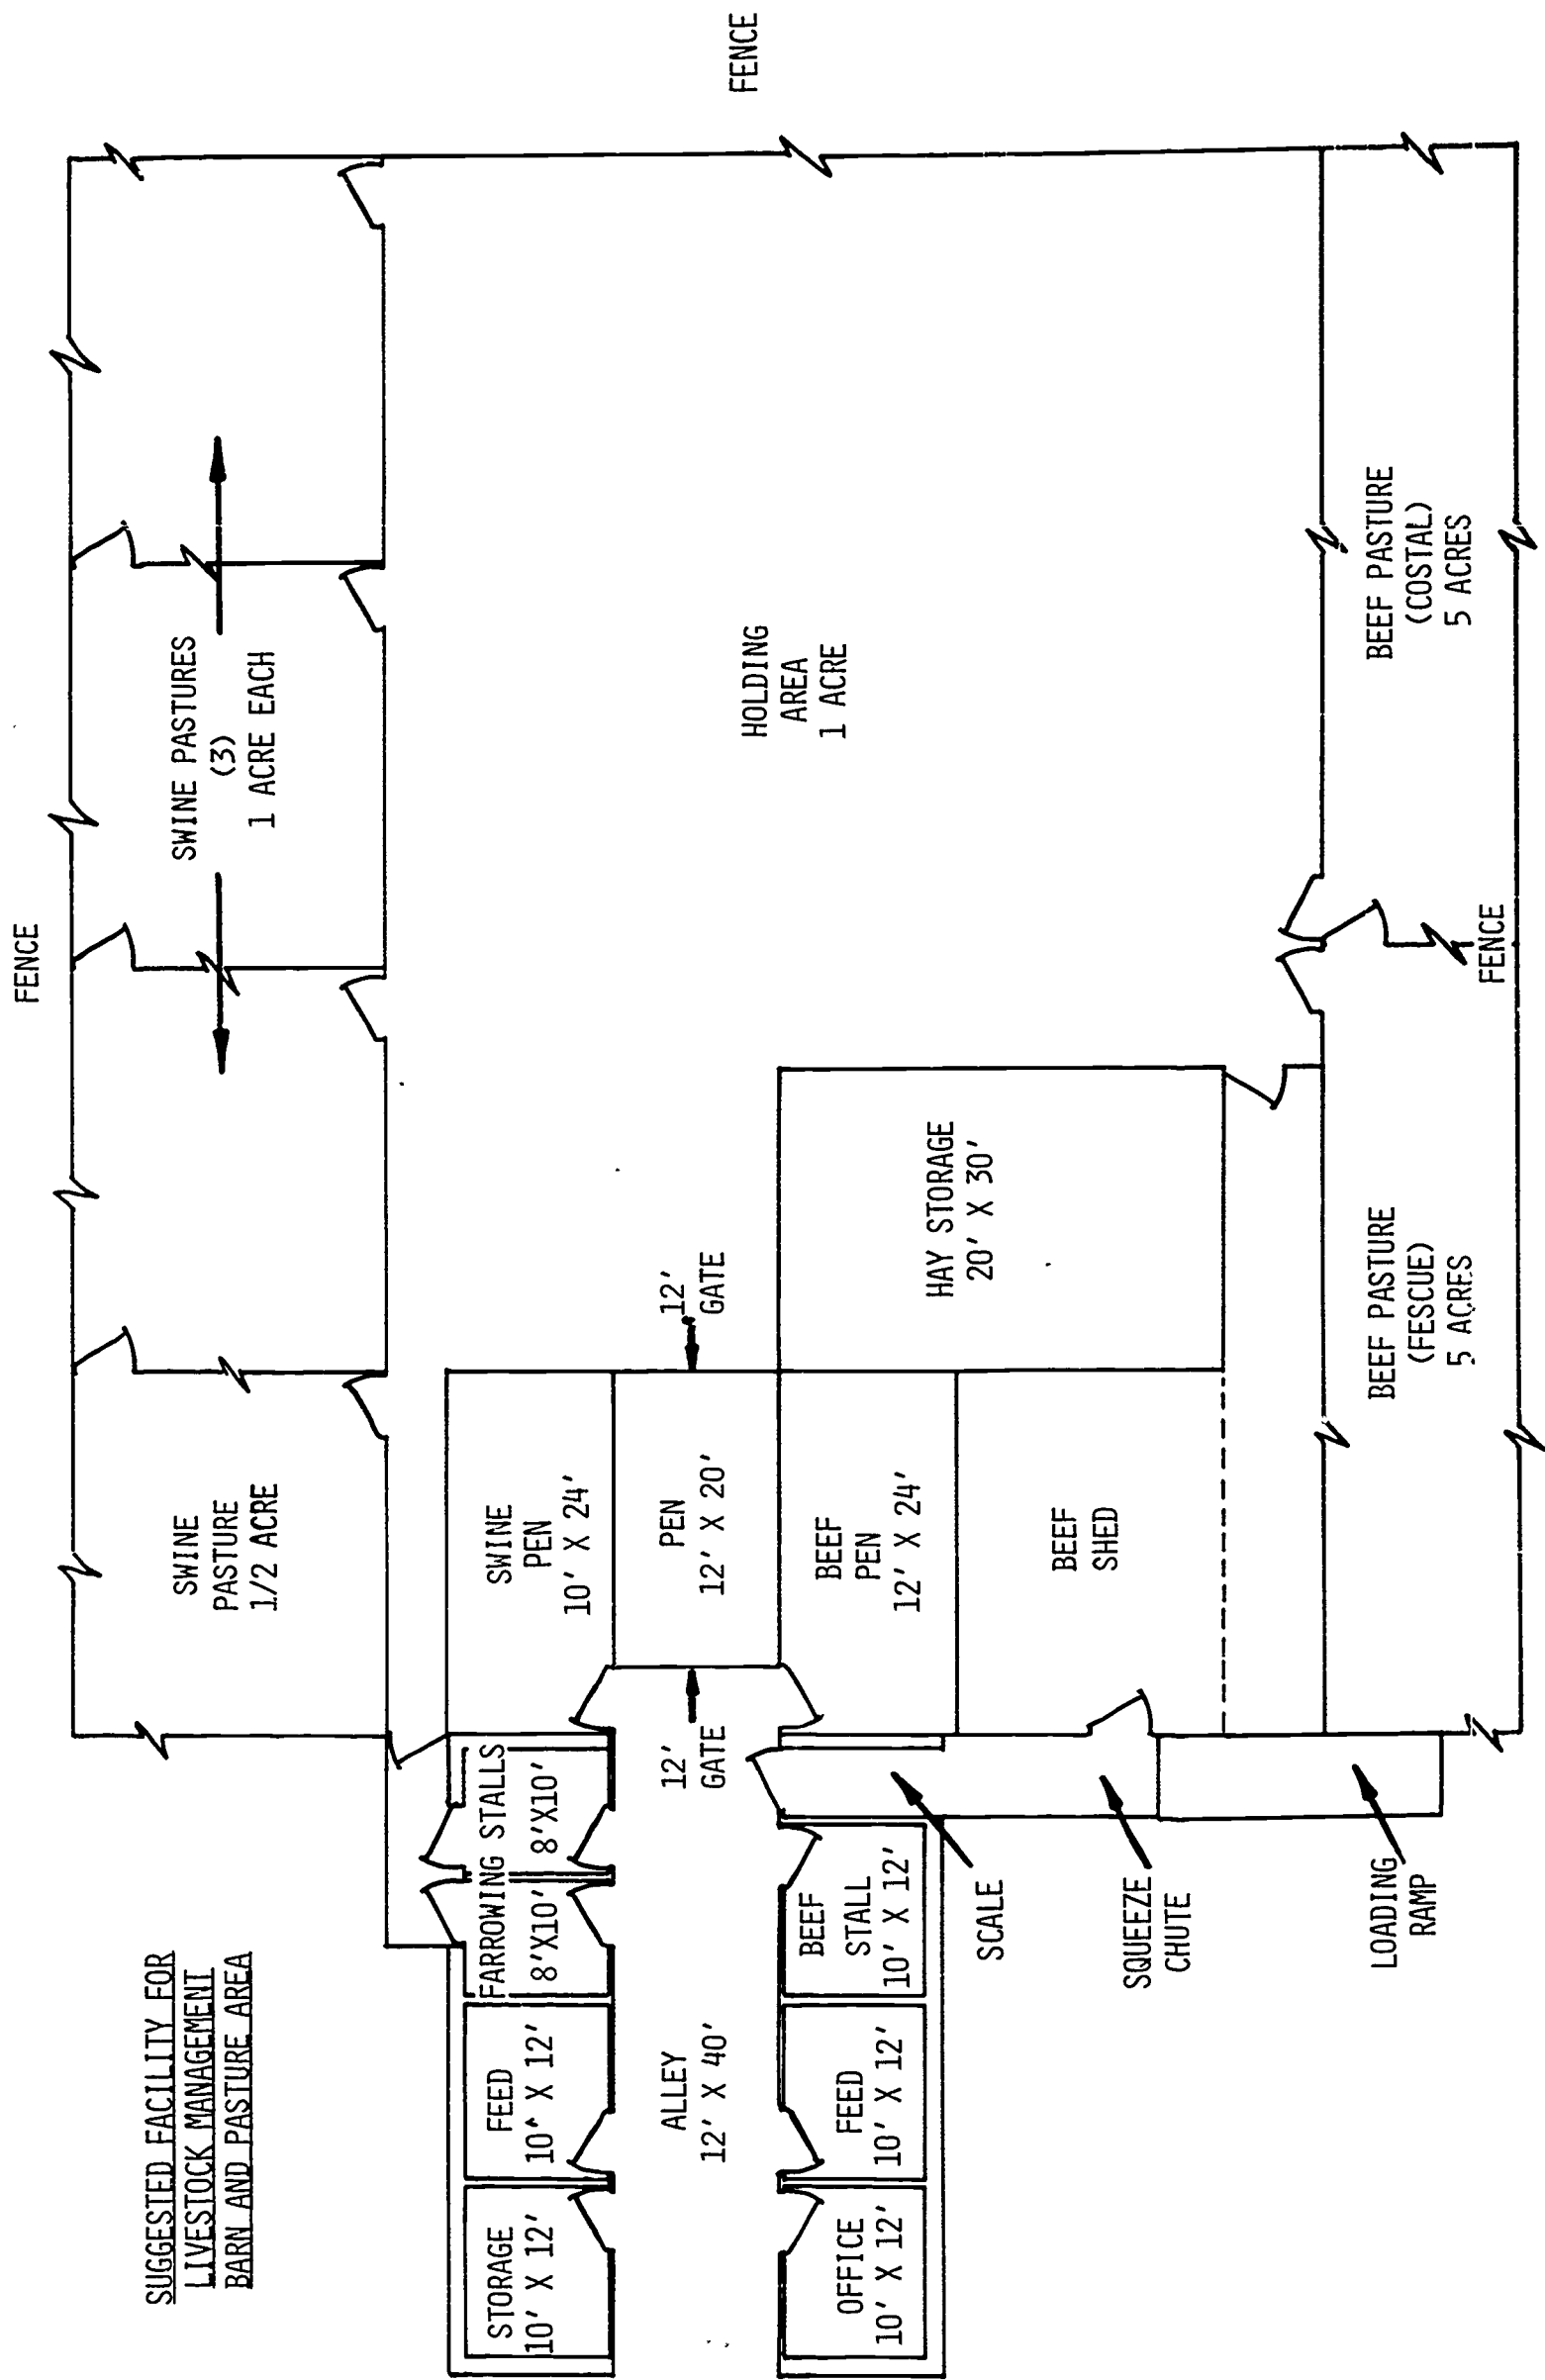 SUGGESTED FACILITY FOR
LIVESTOCK MANAGEMENT
BARN AND PASTURE AREA
FENCE
SWINE
PASTURE
1/2 ACRE
SWINE PASTURES
(3)
1 ACRE EACH
FENCE
STORAGE
10' X 12'
FEED
10' X 12'
FARROWING STALLS
8'X10'
8'X10'
SWINE
PEN
10' X 24'
ALLEY
12' X 40'
12'
GATE
PEN
12' X 20'
12'
GATE
HOLDING
AREA
1 ACRE
OFFICE
10' X 12'
FEED
10' X 12'
BEEF
STALL
10' X 12'
BEEF
PEN
12' X 24'
HAY STORAGE
20' X 30'
SCALE
SQUEEZE
CHUTE
BEEF
SHED
LOADING
RAMP
BEEF PASTURE
(FESCUE)
5 ACRES
BEEF PASTURE
(COSTAL)
5 ACRES
FENCE